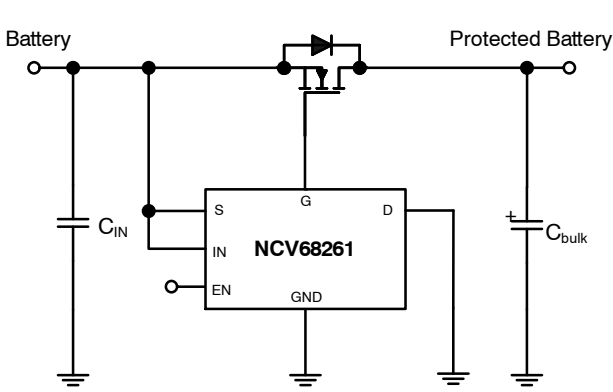 Battery
Protected Battery
G
S
D
C_IN
NCV68261
IN
+
C_bulk
EN
GND